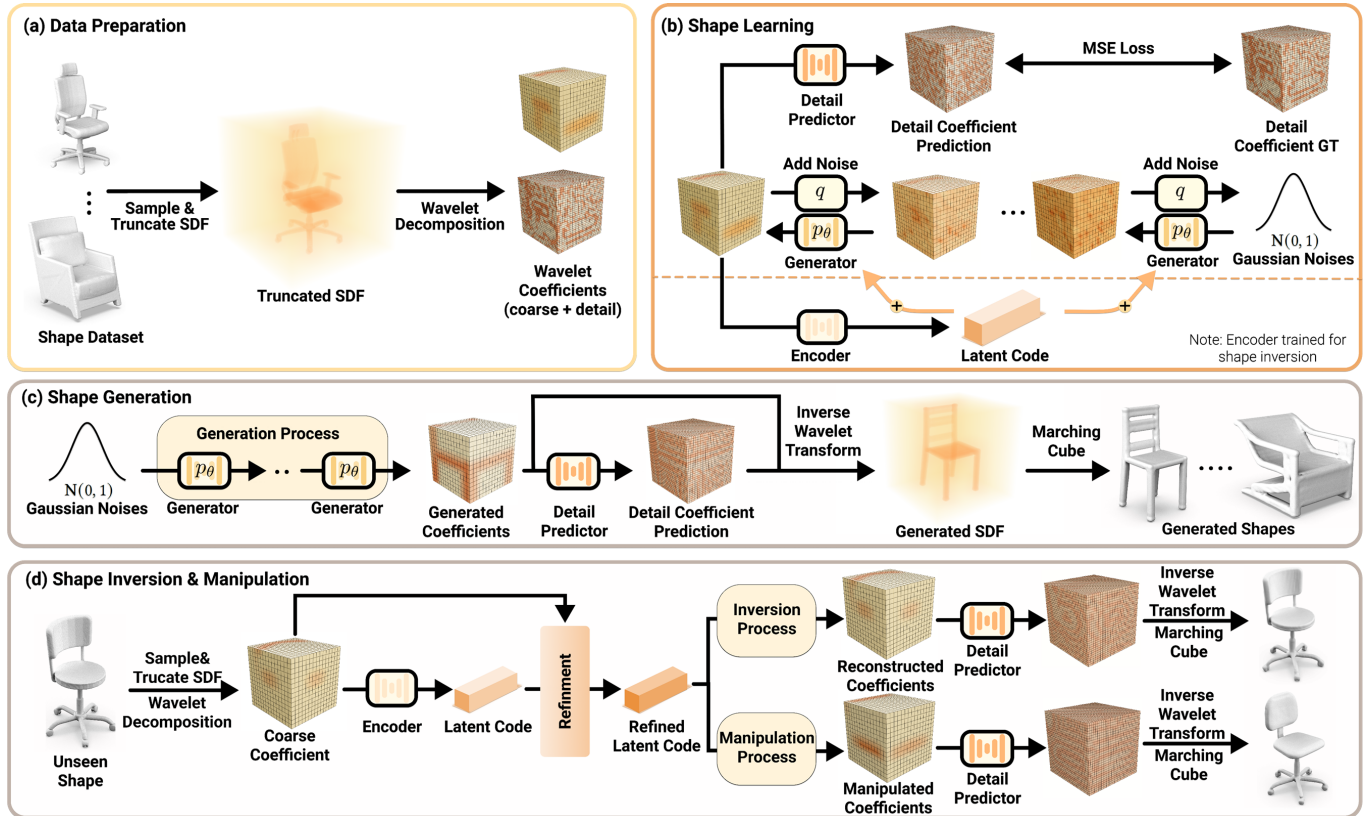 (a) Data Preparation
Sample &
Truncate SDF
Wavelet
Decomposition
Shape Dataset
Truncated SDF
Wavelet
Coefficients
(coarse + detail)
(b) Shape Learning
MSE Loss
Detail
Predictor
Detail Coefficient
Prediction
Detail
Coefficient GT
Add Noise
q
pθ
Generator
...
Add Noise
q
pθ
Generator
N(0, 1)
Gaussian Noises
+
+
Encoder
Latent Code
Note: Encoder trained for
shape inversion
(c) Shape Generation
N(0, 1)
Gaussian Noises
Generation Process
pθ
pθ
Generator
Generator
Generated
Coefficients
Detail
Predictor
Detail Coefficient
Prediction
Inverse
Wavelet
Transform
Generated SDF
Marching
Cube
Generated Shapes
(d) Shape Inversion & Manipulation
Unseen
Shape
Sample&
Trucate SDF
Wavelet
Decomposition
Coarse
Coefficient
Encoder
Latent Code
Refinment
Refined
Latent Code
Inversion
Process
Reconstructed
Coefficients
Detail
Predictor
Inverse
Wavelet
Transform
Marching
Cube
Manipulation
Process
Manipulated
Coefficients
Detail
Predictor
Inverse
Wavelet
Transform
Marching
Cube